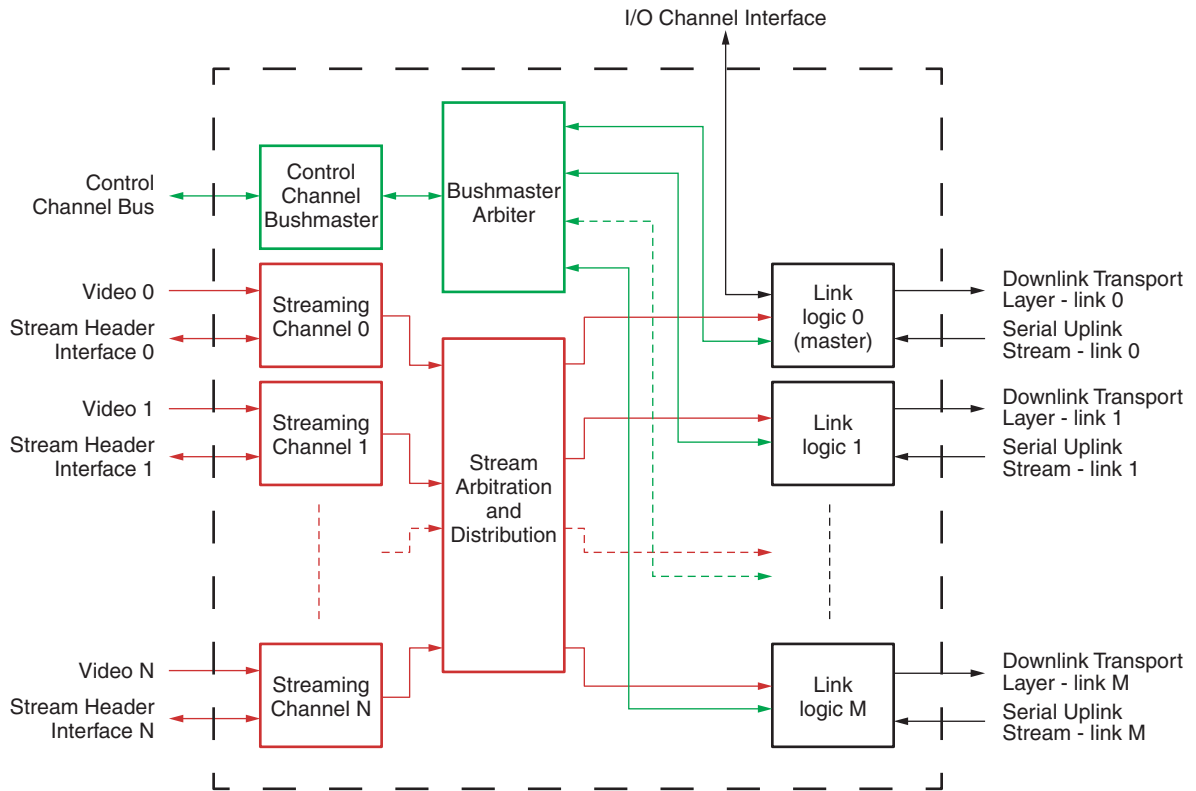 I/O Channel Interface
Control
Channel Bus
Control
Channel
Bushmaster
Bushmaster
Arbiter
Video 0
Stream Header
Interface 0
Streaming
Channel 0
Link
logic 0
(master)
Downlink Transport
Layer - link 0
Serial Uplink
Stream - link 0
Video 1
Stream Header
Interface 1
Streaming
Channel 1
Stream
Arbitration
and
Distribution
Link
logic 1
Downlink Transport
Layer - link 1
Serial Uplink
Stream - link 1
Video N
Stream Header
Interface N
Streaming
Channel N
Link
logic M
Downlink Transport
Layer - link M
Serial Uplink
Stream - link M